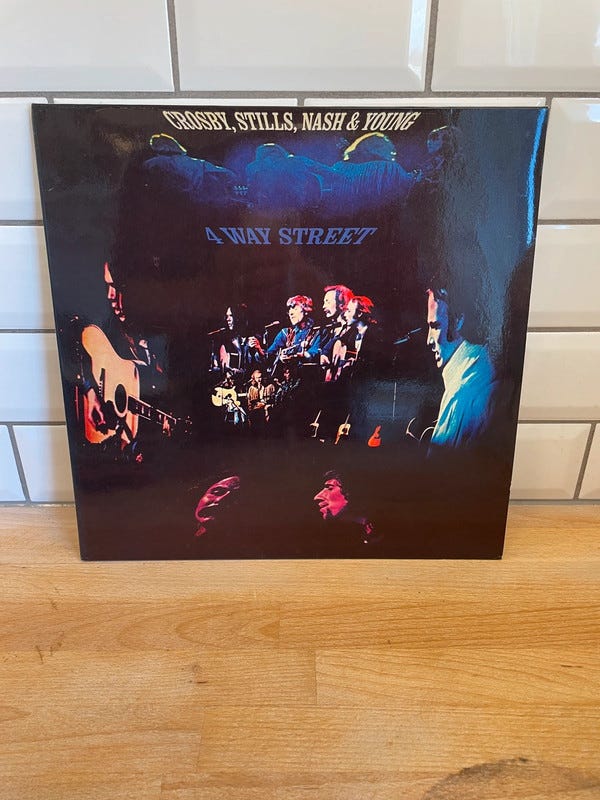 CROSBY, STILLS, NASH & YOUNG
4 WAY STREET